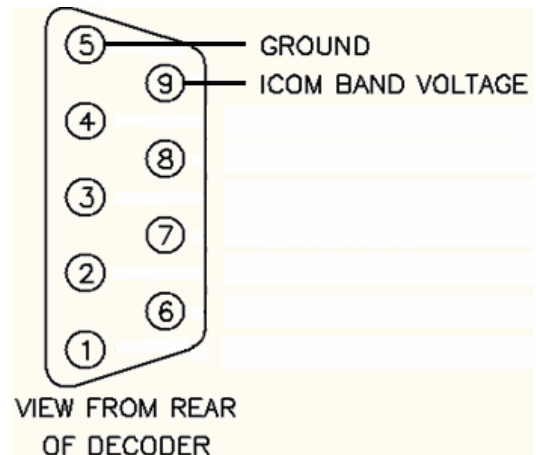 5 GROUND
9 ICOM BAND VOLTAGE
4
8
3
7
2
6
1
VIEW FROM REAR
OF DECODER